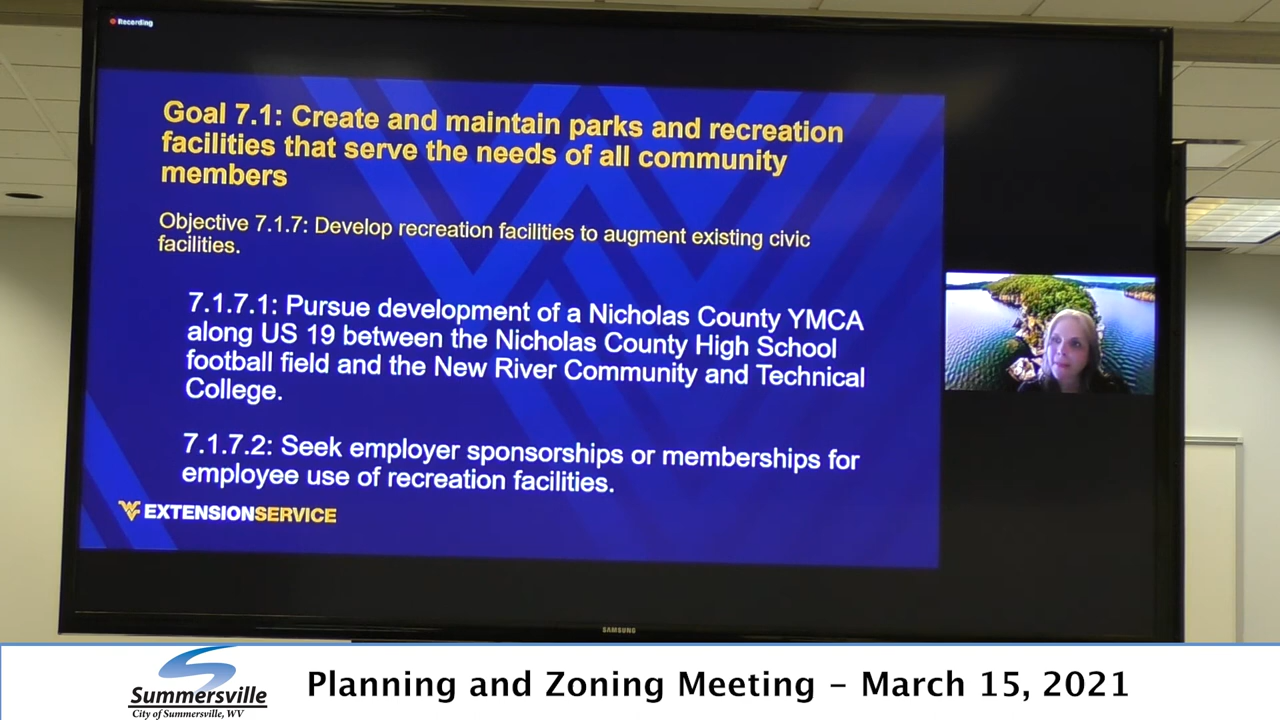 Recording
Goal 7.1: Create and maintain parks and recreation
facilities that serve the needs of all community
members
Objective 7.1.7: Develop recreation facilities to augment existing civic
facilities.
7.1.7.1: Pursue development of a Nicholas County YMCA
along US 19 between the Nicholas County High School
football field and the New River Community and Technical
College.
7.1.7.2: Seek employer sponsorships or memberships for
employee use of recreation facilities.
WV EXTENSIONSERVICE
SAMSUNG
Summersville
City of Summersville, WV
Planning and Zoning Meeting – March 15, 2021